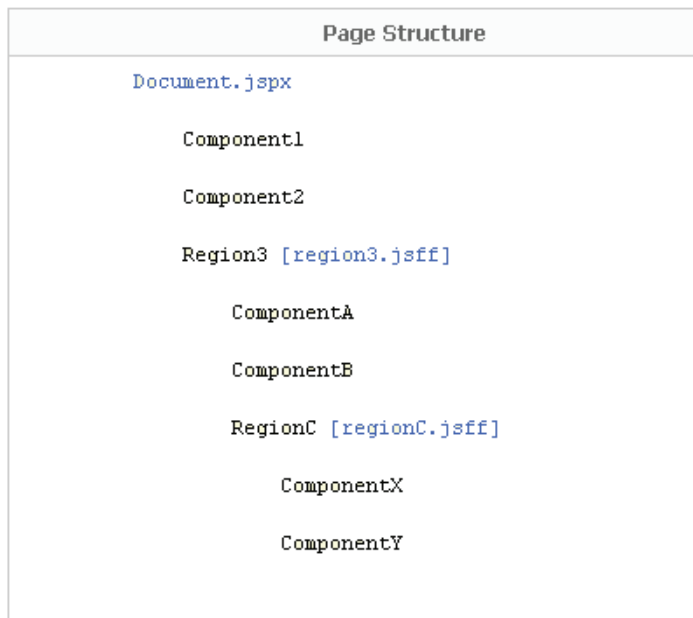 Page Structure
Document.jspx
Component1
Component2
Region3 [region3.jsff]
ComponentA
ComponentB
RegionC [regionC.jsff]
ComponentX
ComponentY